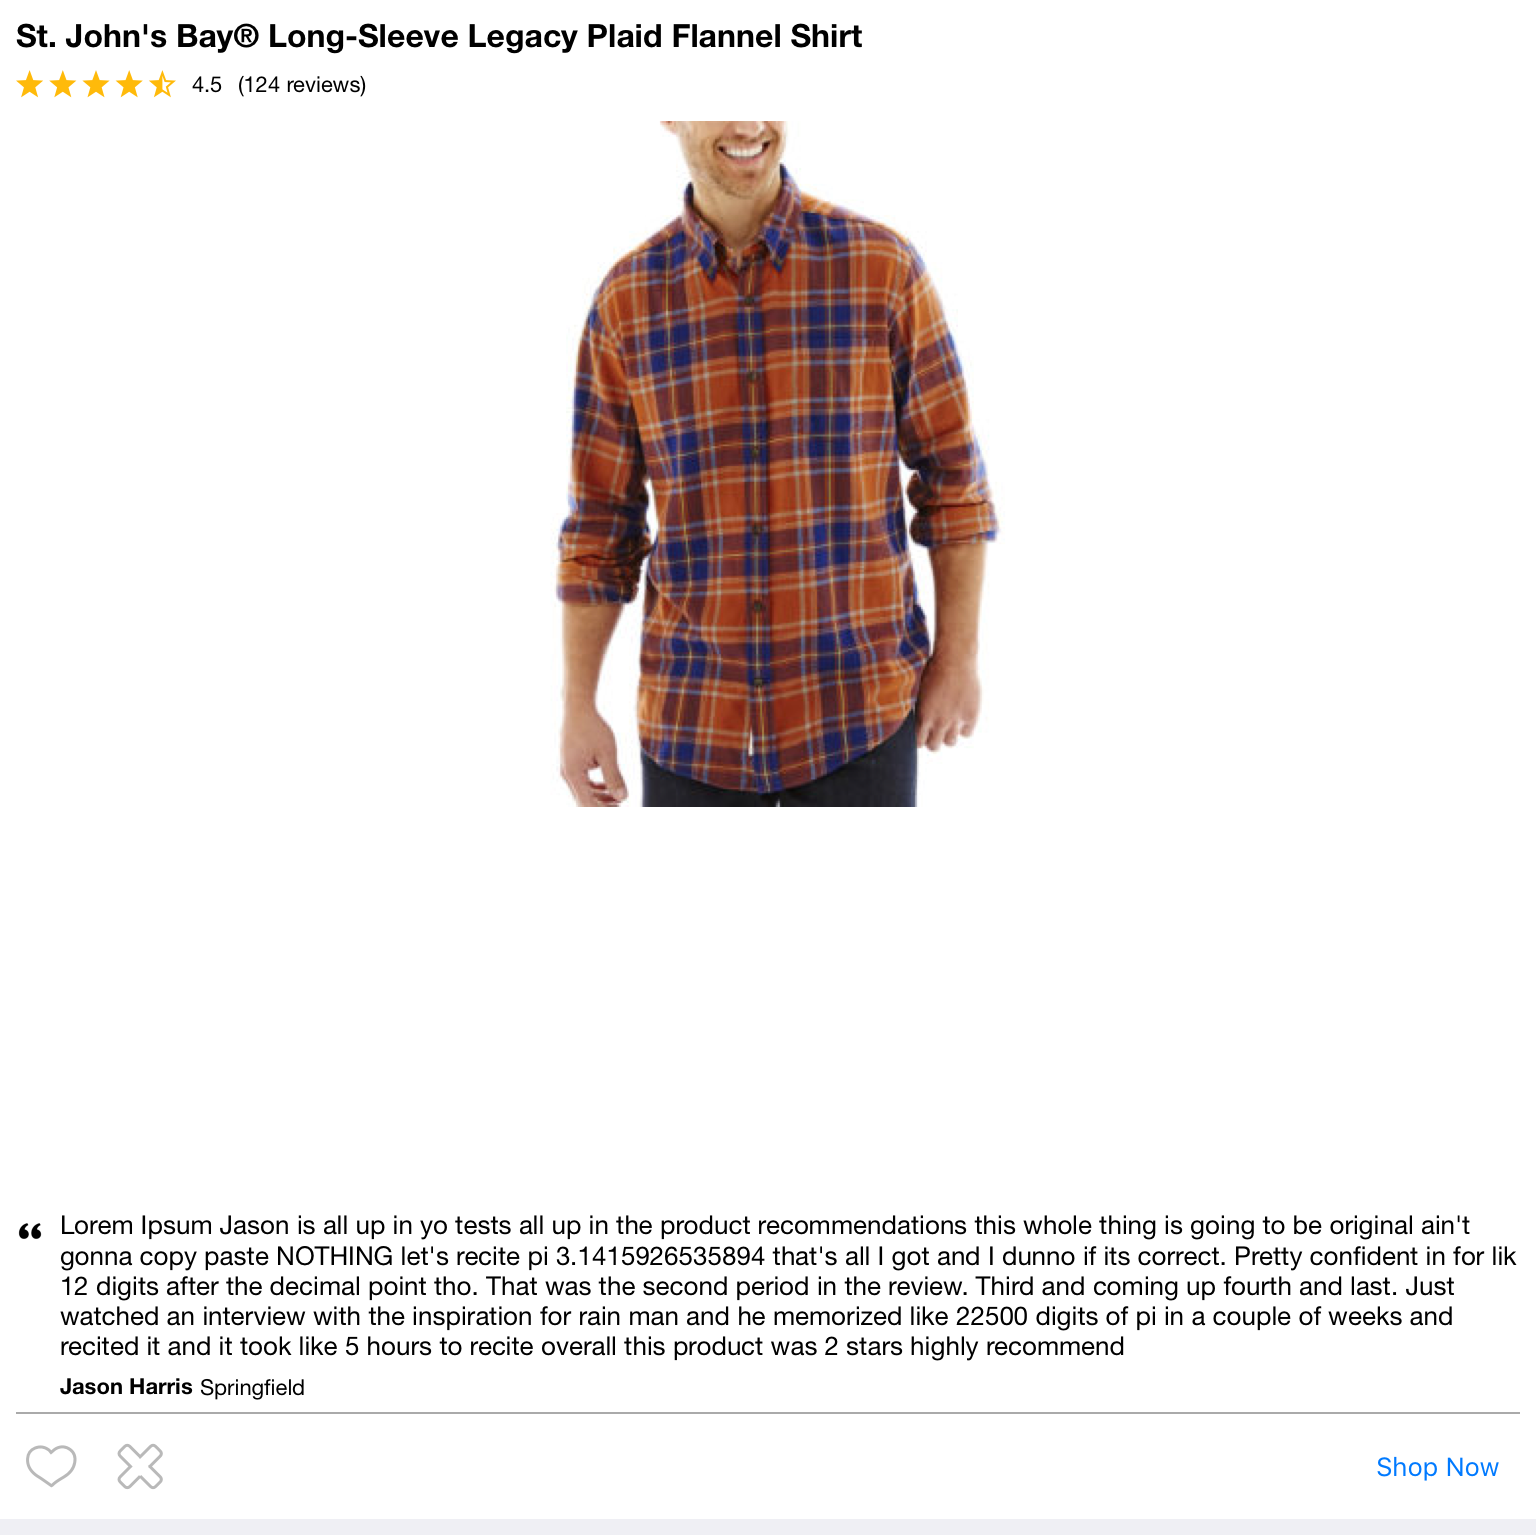 St. John's Bay® Long-Sleeve Legacy Plaid Flannel Shirt
4.5 (124 reviews)
“ Lorem Ipsum Jason is all up in yo tests all up in the product recommendations this whole thing is going to be original ain't
gonna copy paste NOTHING let's recite pi 3.1415926535894 that's all I got and I dunno if its correct. Pretty confident in for lik
12 digits after the decimal point tho. That was the second period in the review. Third and coming up fourth and last. Just
watched an interview with the inspiration for rain man and he memorized like 22500 digits of pi in a couple of weeks and
recited it and it took like 5 hours to recite overall this product was 2 stars highly recommend
Jason Harris Springfield
Shop Now